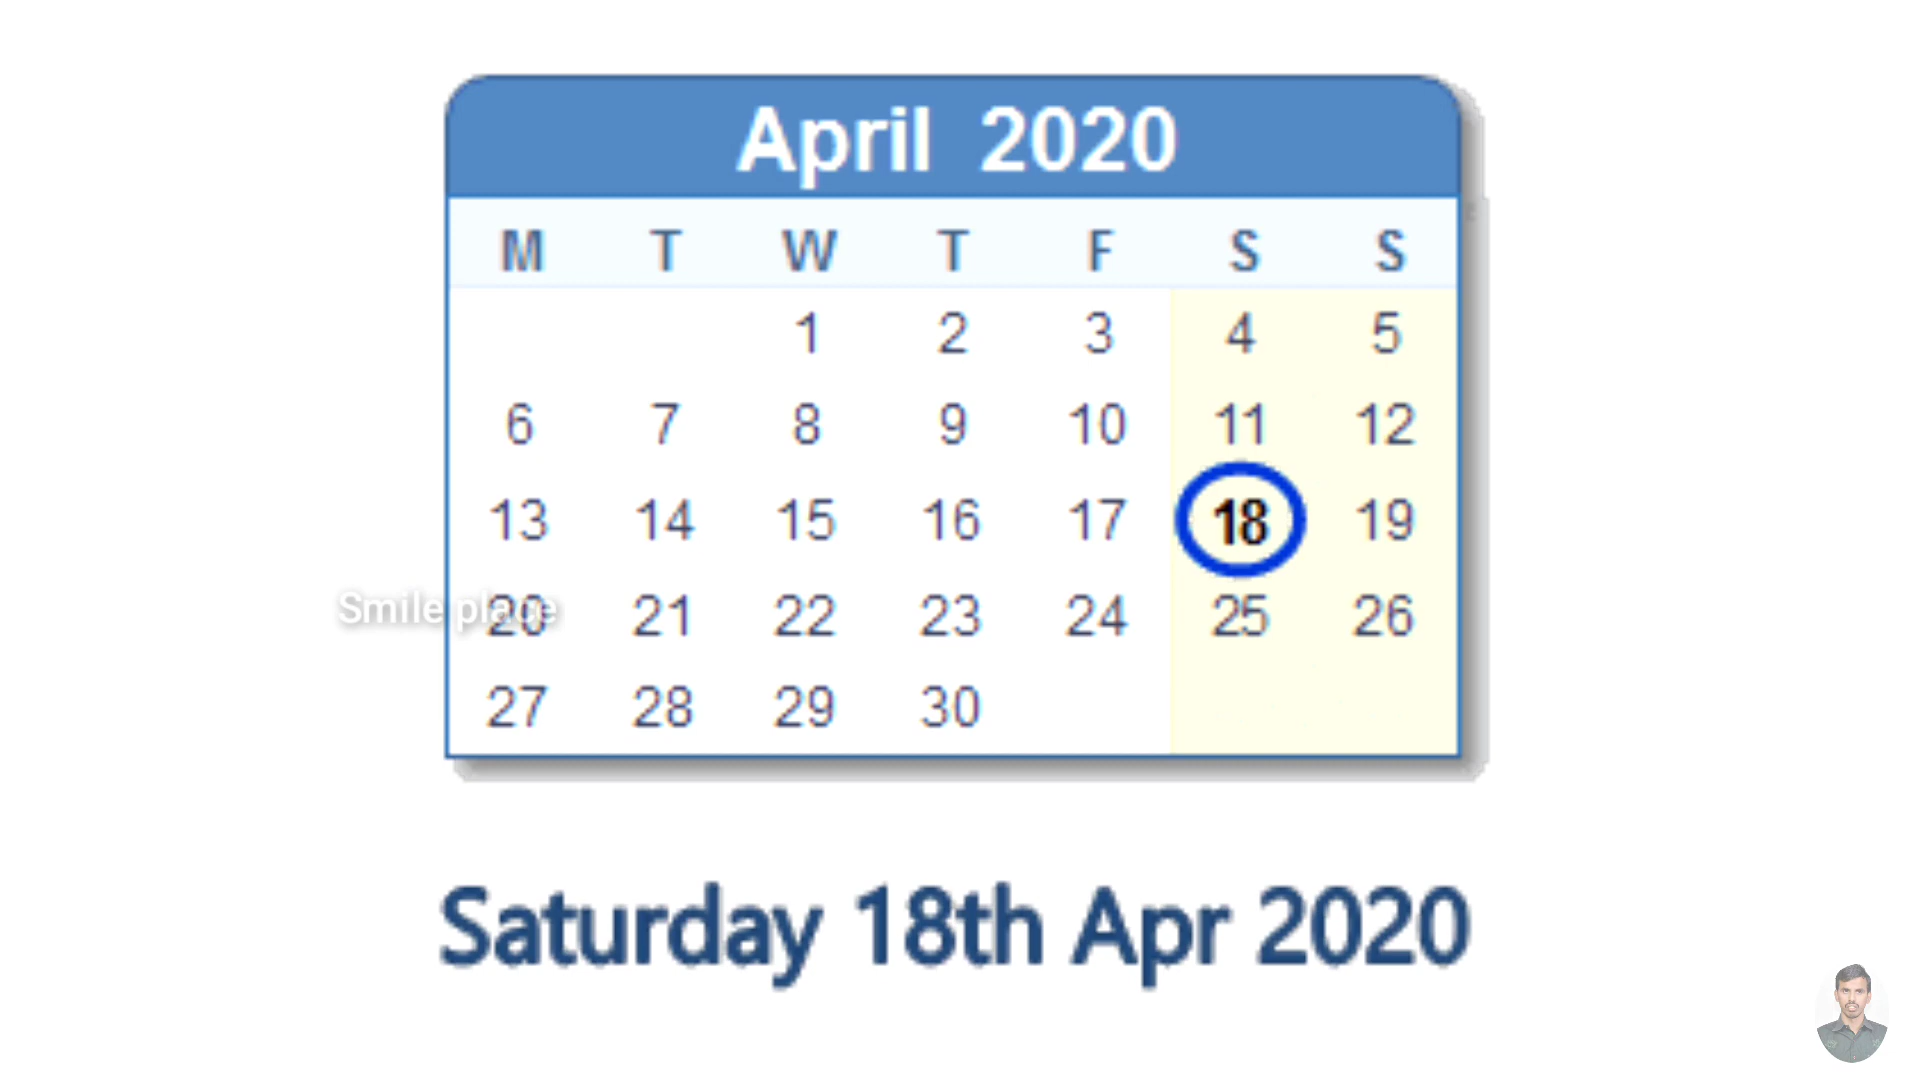 April 2020
M T W T F S S
1 2 3 4 5
6 7 8 9 10 11 12
13 14 15 16 17 18 19
Smile place
20 21 22 23 24 25 26
27 28 29 30
Saturday 18th Apr 2020